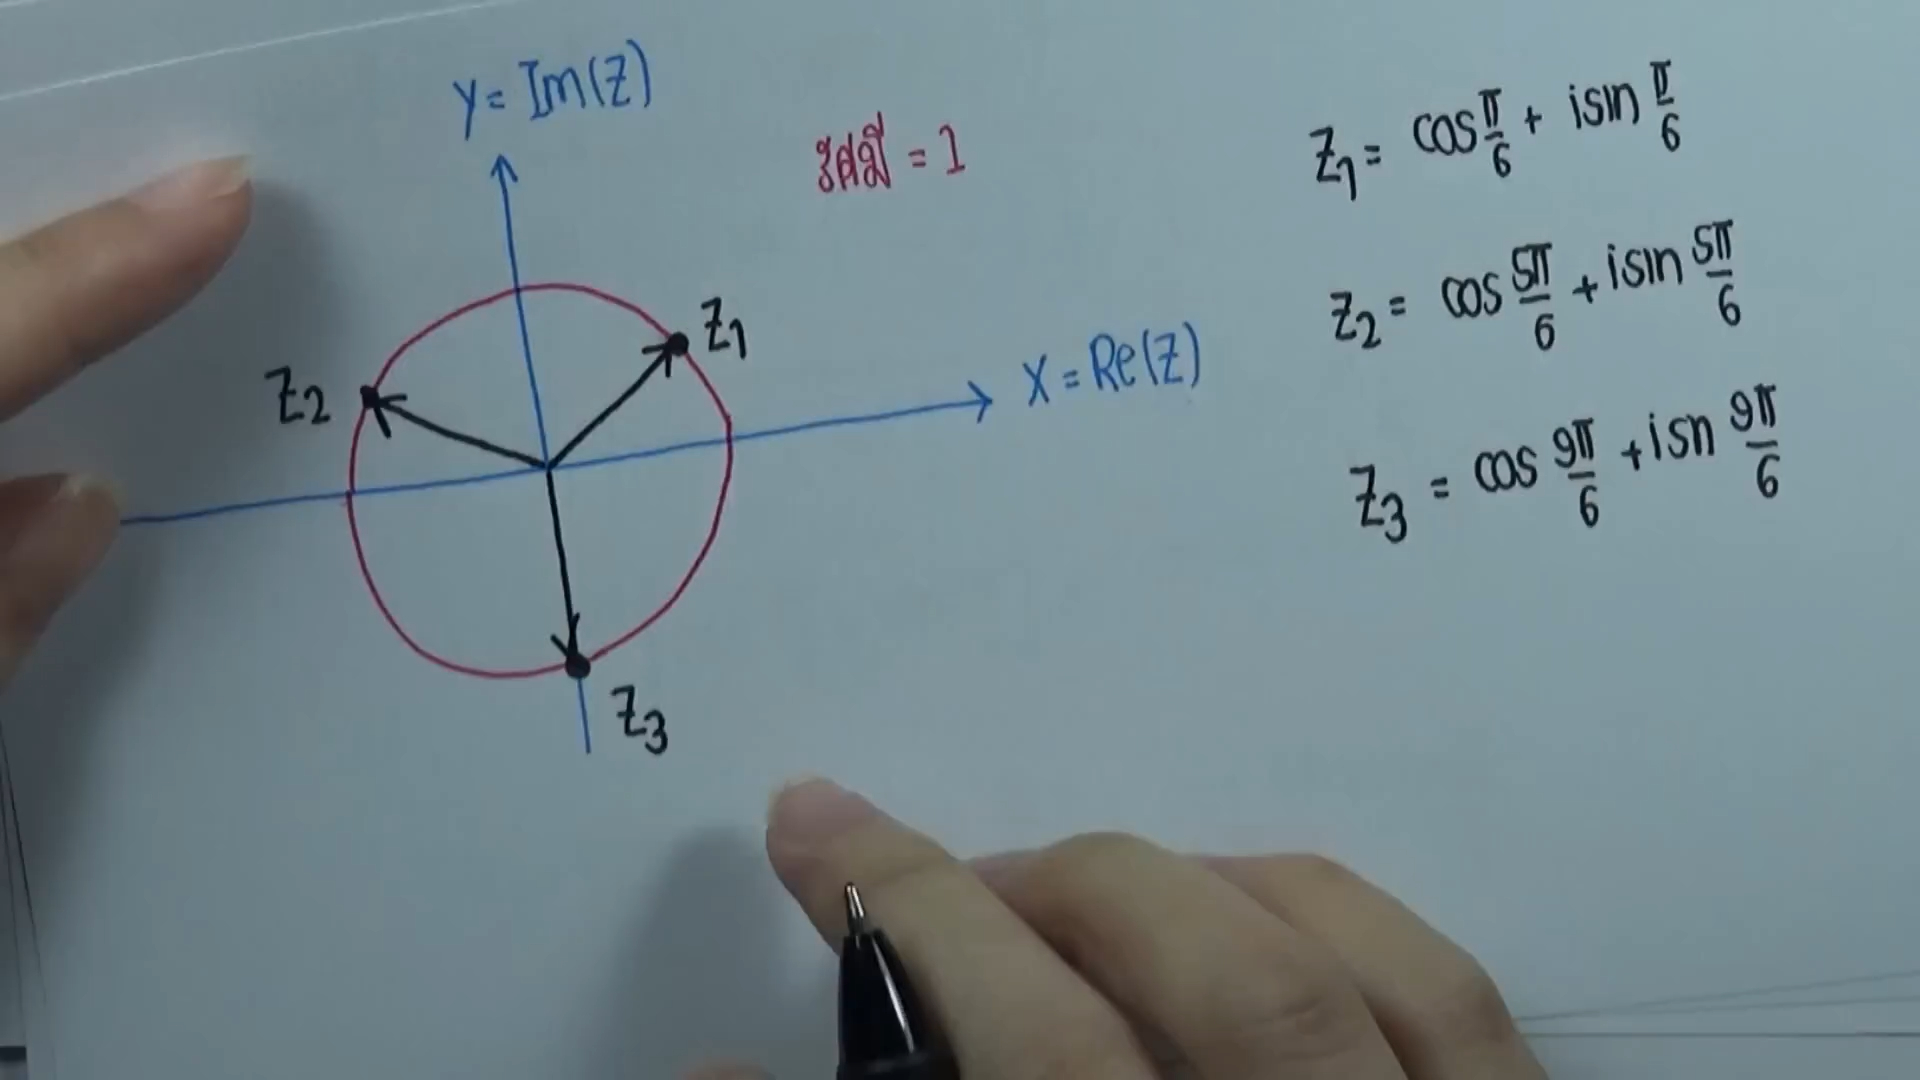 Y = Im(Z)
รัศมี = 1
Z₁ = cos π/6 + isin π/6
Z₁
Z₂ = cos 5π/6 + isin 5π/6
Z₂
X = Re(Z)
Z₃ = cos 9π/6 + isn 9π/6
Z₃